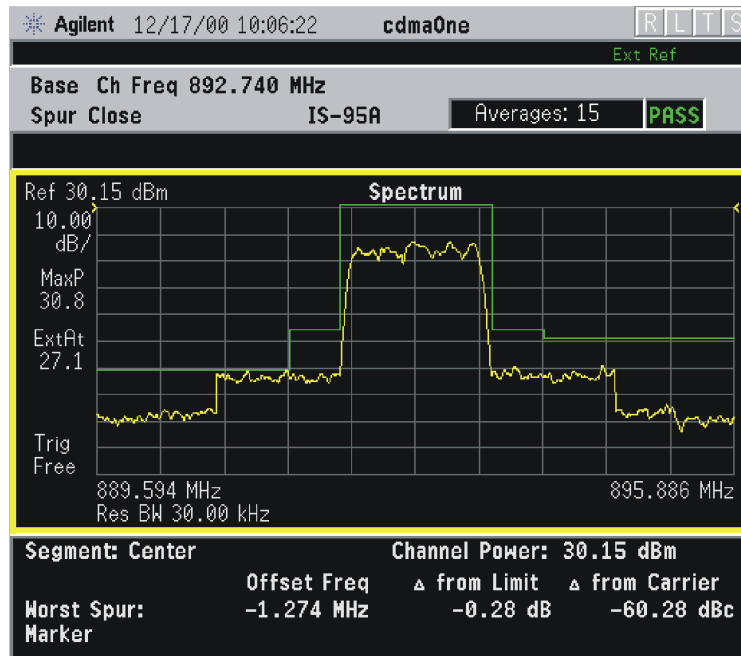 Agilent 12/17/00 10:06:22 cdmaOne R L T S
Ext Ref
Base Ch Freq 892.740 MHz
Spur Close IS-95A Averages: 15 PASS
Ref 30.15 dBm Spectrum
10.00
dB/
MaxP
30.8
ExtAt
27.1
Trig
Free
889.594 MHz 895.886 MHz
Res BW 30.00 kHz
Segment: Center Channel Power: 30.15 dBm
Offset Freq △ from Limit △ from Carrier
Worst Spur: -1.274 MHz -0.28 dB -60.28 dBc
Marker